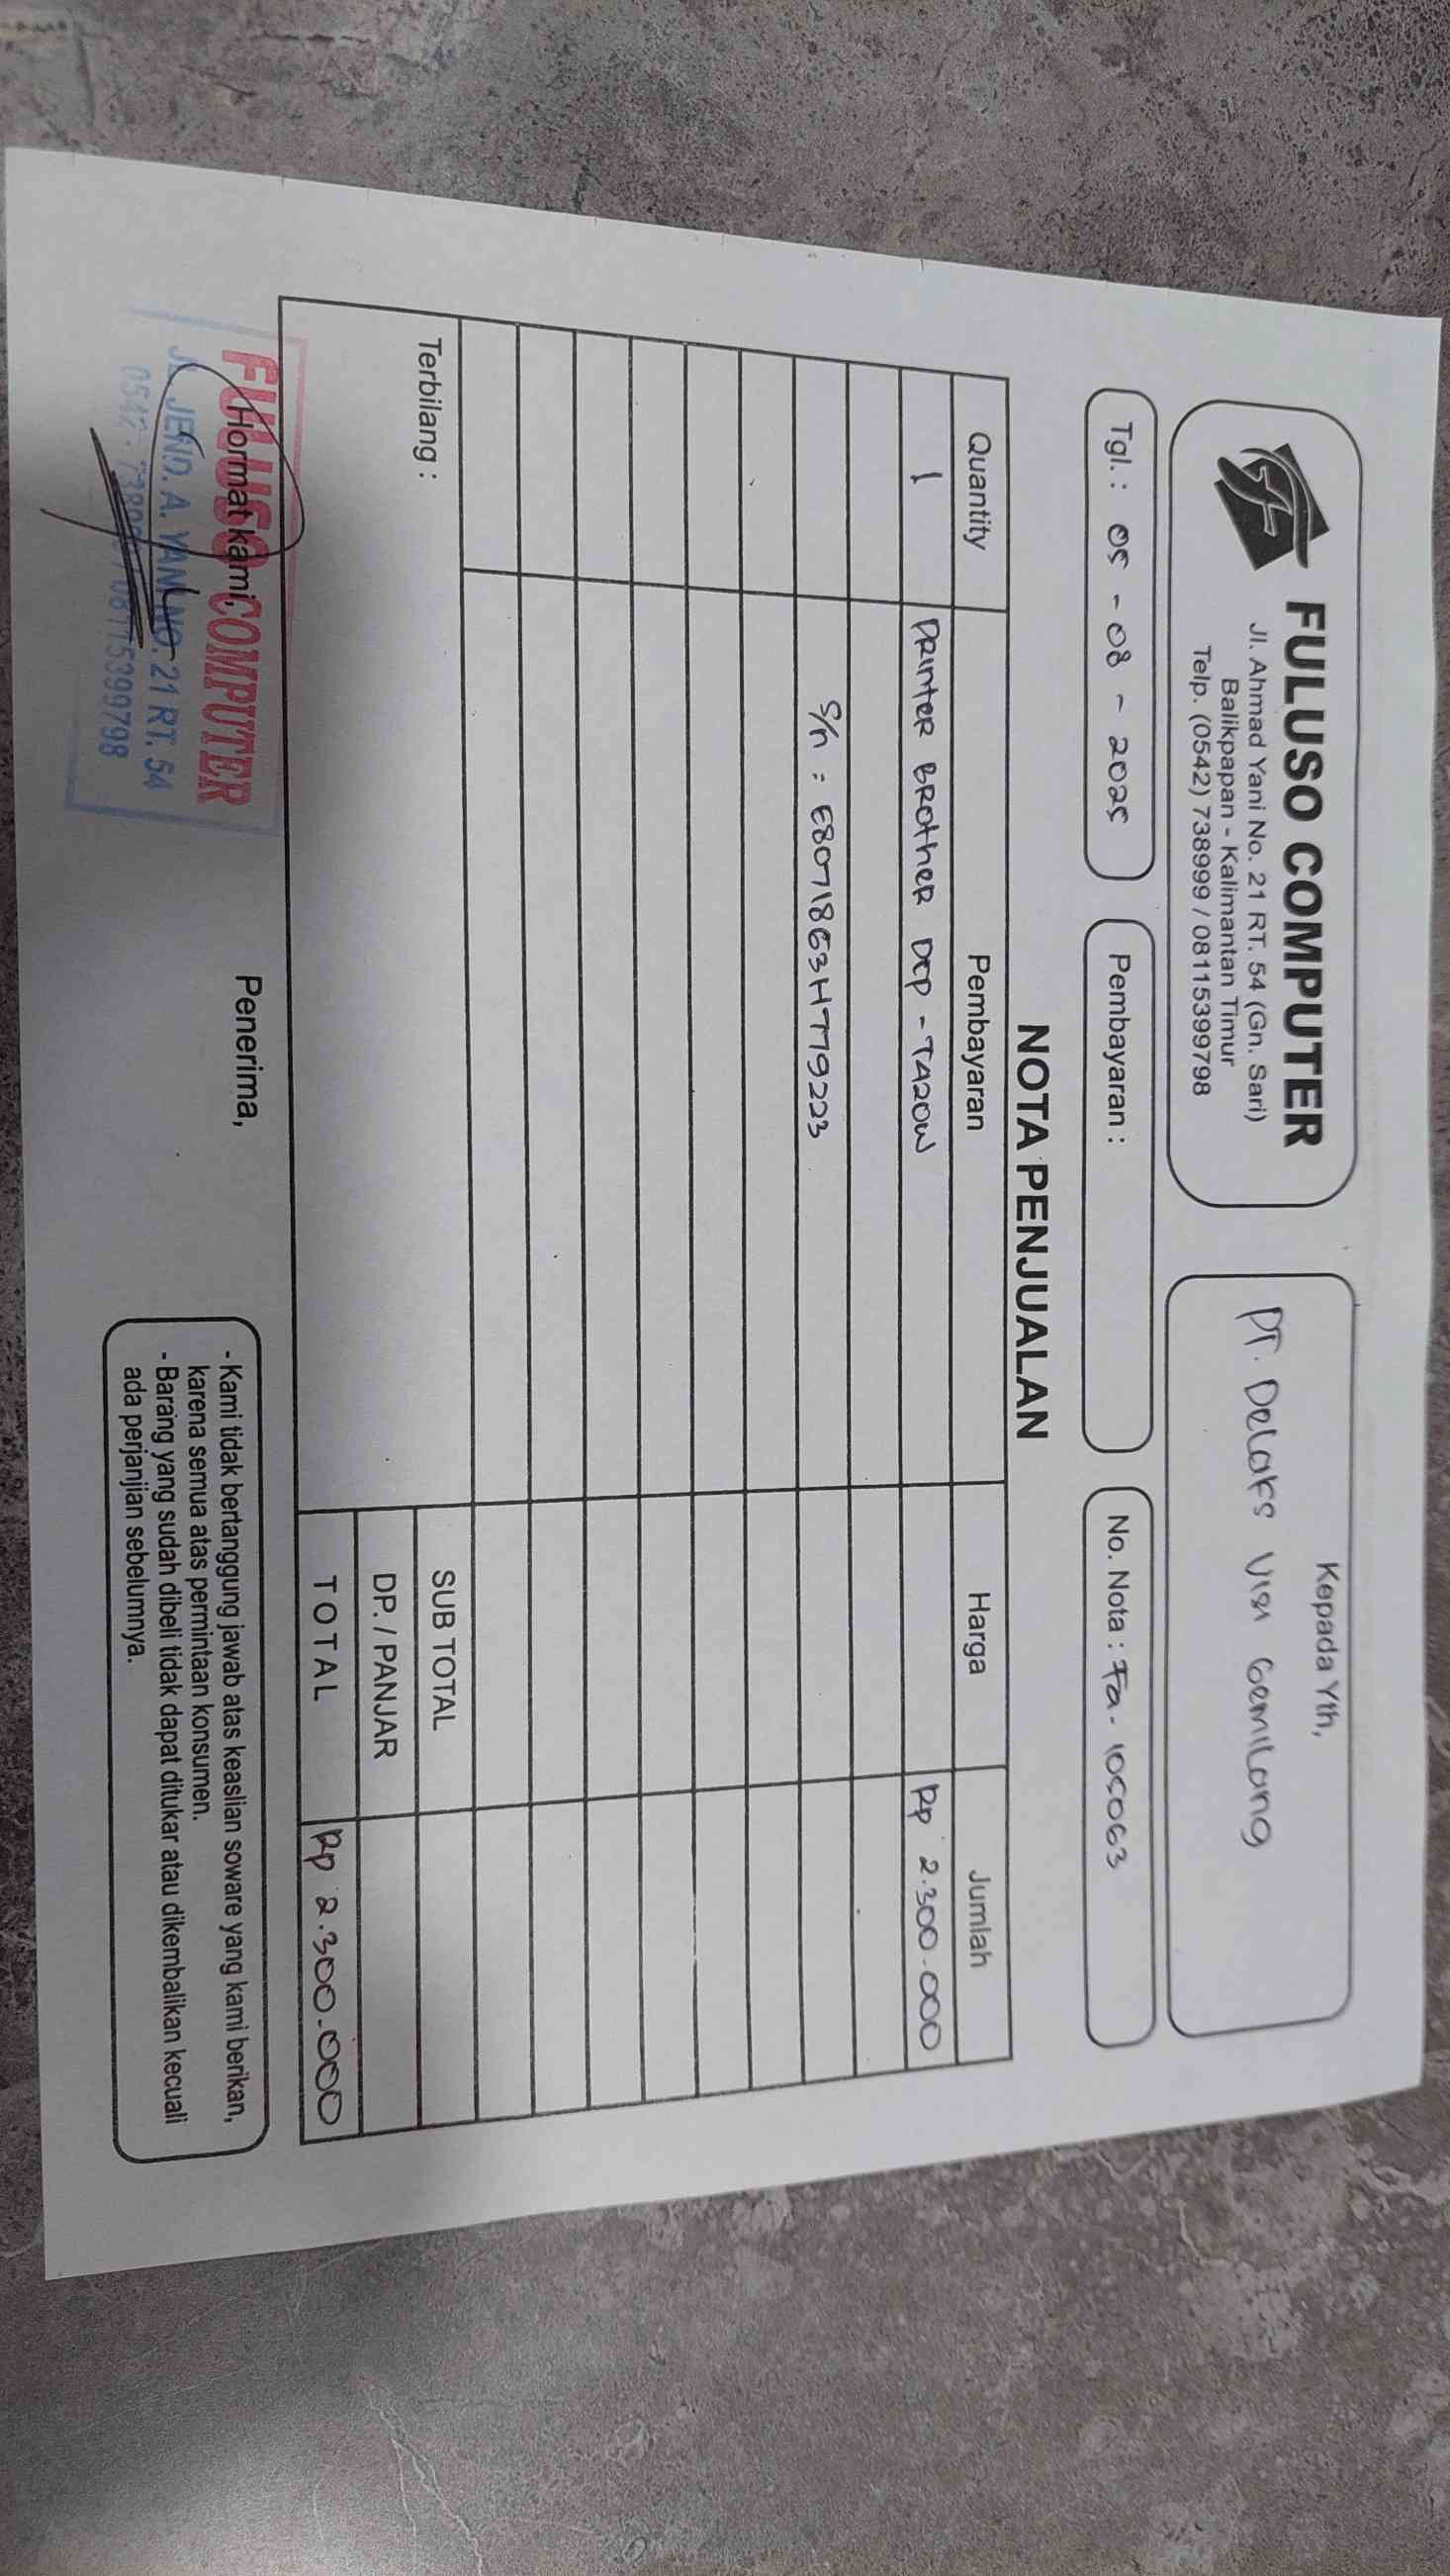 FULUSO COMPUTER
Jl. Ahmad Yani No. 21 RT. 54 (Gn. Sari)
Balikpapan - Kalimantan Timur
Telp. (0542) 738999 / 08115399798
Kepada Yth,
PT. Delaks Visi Gemilang
Tgl. : 05 - 08 - 2025
Pembayaran :
No. Nota : Fa - 105063
NOTA PENJUALAN
Quantity Pembayaran Harga Jumlah
1 Printer Brother DCP - T420W Rp 2.300.000
S/n : E80718G3H779223
Terbilang :
SUB TOTAL
DP. / PANJAR
TOTAL Rp 2.300.000
Hormat kami,
FULUSO COMPUTER
JL. JEND. A. YANI NO. 21 RT. 54
08115399798
Penerima,
- Kami tidak bertanggung jawab atas keaslian soware yang kami berikan,
karena semua atas permintaan konsumen.
- Barang yang sudah dibeli tidak dapat ditukar atau dikembalikan kecuali
ada perjanjian sebelumnya.